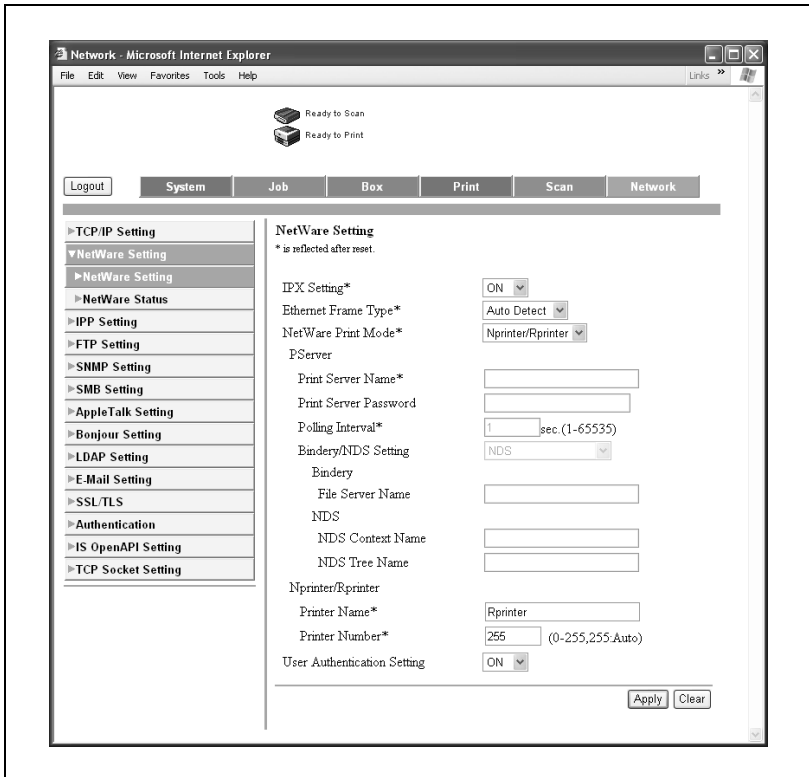 Network - Microsoft Internet Explorer
File Edit View Favorites Tools Help Links »
Ready to Scan
Ready to Print
Logout System Job Box Print Scan Network
TCP/IP Setting
NetWare Setting
NetWare Setting
NetWare Status
IPP Setting
FTP Setting
SNMP Setting
SMB Setting
AppleTalk Setting
Bonjour Setting
LDAP Setting
E-Mail Setting
SSL/TLS
Authentication
IS OpenAPI Setting
TCP Socket Setting
NetWare Setting
* is reflected after reset.
IPX Setting* ON
Ethernet Frame Type* Auto Detect
NetWare Print Mode* Nprinter/Rprinter
PServer
Print Server Name*
Print Server Password
Polling Interval* 1 sec.(1-65535)
Bindery/NDS Setting NDS
Bindery
File Server Name
NDS
NDS Context Name
NDS Tree Name
Nprinter/Rprinter
Printer Name* Rprinter
Printer Number* 255 (0-255,255:Auto)
User Authentication Setting ON
Apply Clear